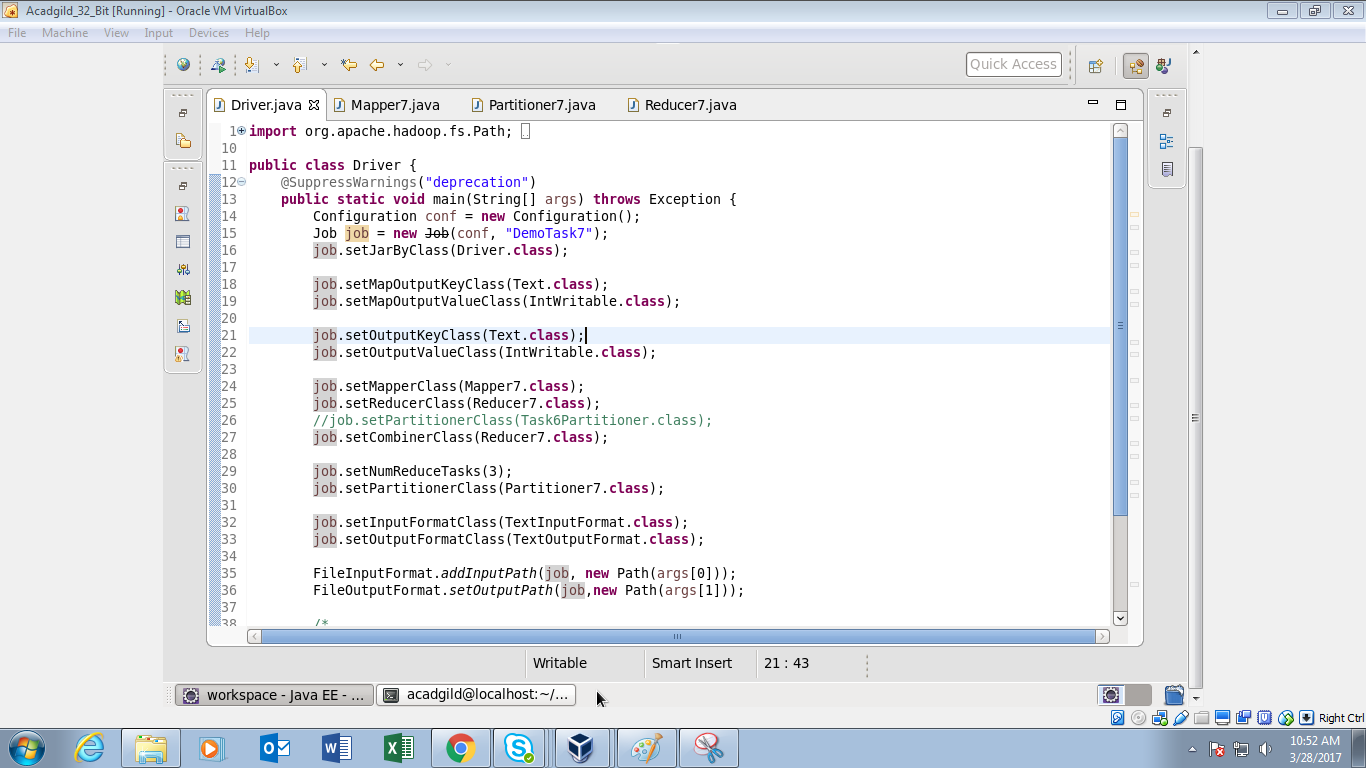 Acadgild_32_Bit [Running] - Oracle VM VirtualBox
File Machine View Input Devices Help
Quick Access
Driver.java Mapper7.java Partitioner7.java Reducer7.java
1 import org.apache.hadoop.fs.Path;
10
11 public class Driver {
12 @SuppressWarnings("deprecation")
13 public static void main(String[] args) throws Exception {
14 Configuration conf = new Configuration();
15 Job job = new Job(conf, "DemoTask7");
16 job.setJarByClass(Driver.class);
17
18 job.setMapOutputKeyClass(Text.class);
19 job.setMapOutputValueClass(IntWritable.class);
20
21 job.setOutputKeyClass(Text.class);
22 job.setOutputValueClass(IntWritable.class);
23
24 job.setMapperClass(Mapper7.class);
25 job.setReducerClass(Reducer7.class);
26 //job.setPartitionerClass(Task6Partitioner.class);
27 job.setCombinerClass(Reducer7.class);
28
29 job.setNumReduceTasks(3);
30 job.setPartitionerClass(Partitioner7.class);
31
32 job.setInputFormatClass(TextInputFormat.class);
33 job.setOutputFormatClass(TextOutputFormat.class);
34
35 FileInputFormat.addInputPath(job, new Path(args[0]));
36 FileOutputFormat.setOutputPath(job,new Path(args[1]));
37
38 /*
Writable Smart Insert 21 : 43
workspace - Java EE - ... acadgild@localhost:~/...
Right Ctrl
10:52 AM
3/28/2017